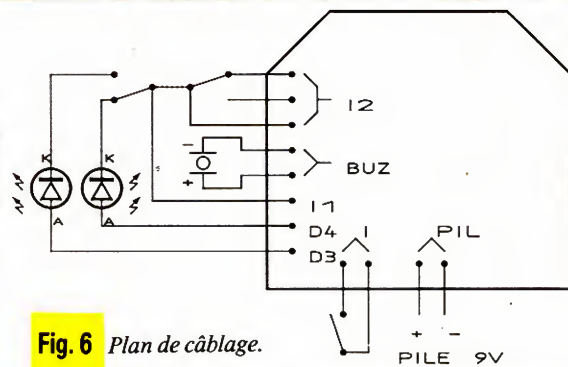 I2
- 
BUZ
+
K K
I1
A A
D4 I PIL
D3
+ -
PILE 9V
Fig. 6 Plan de câblage.